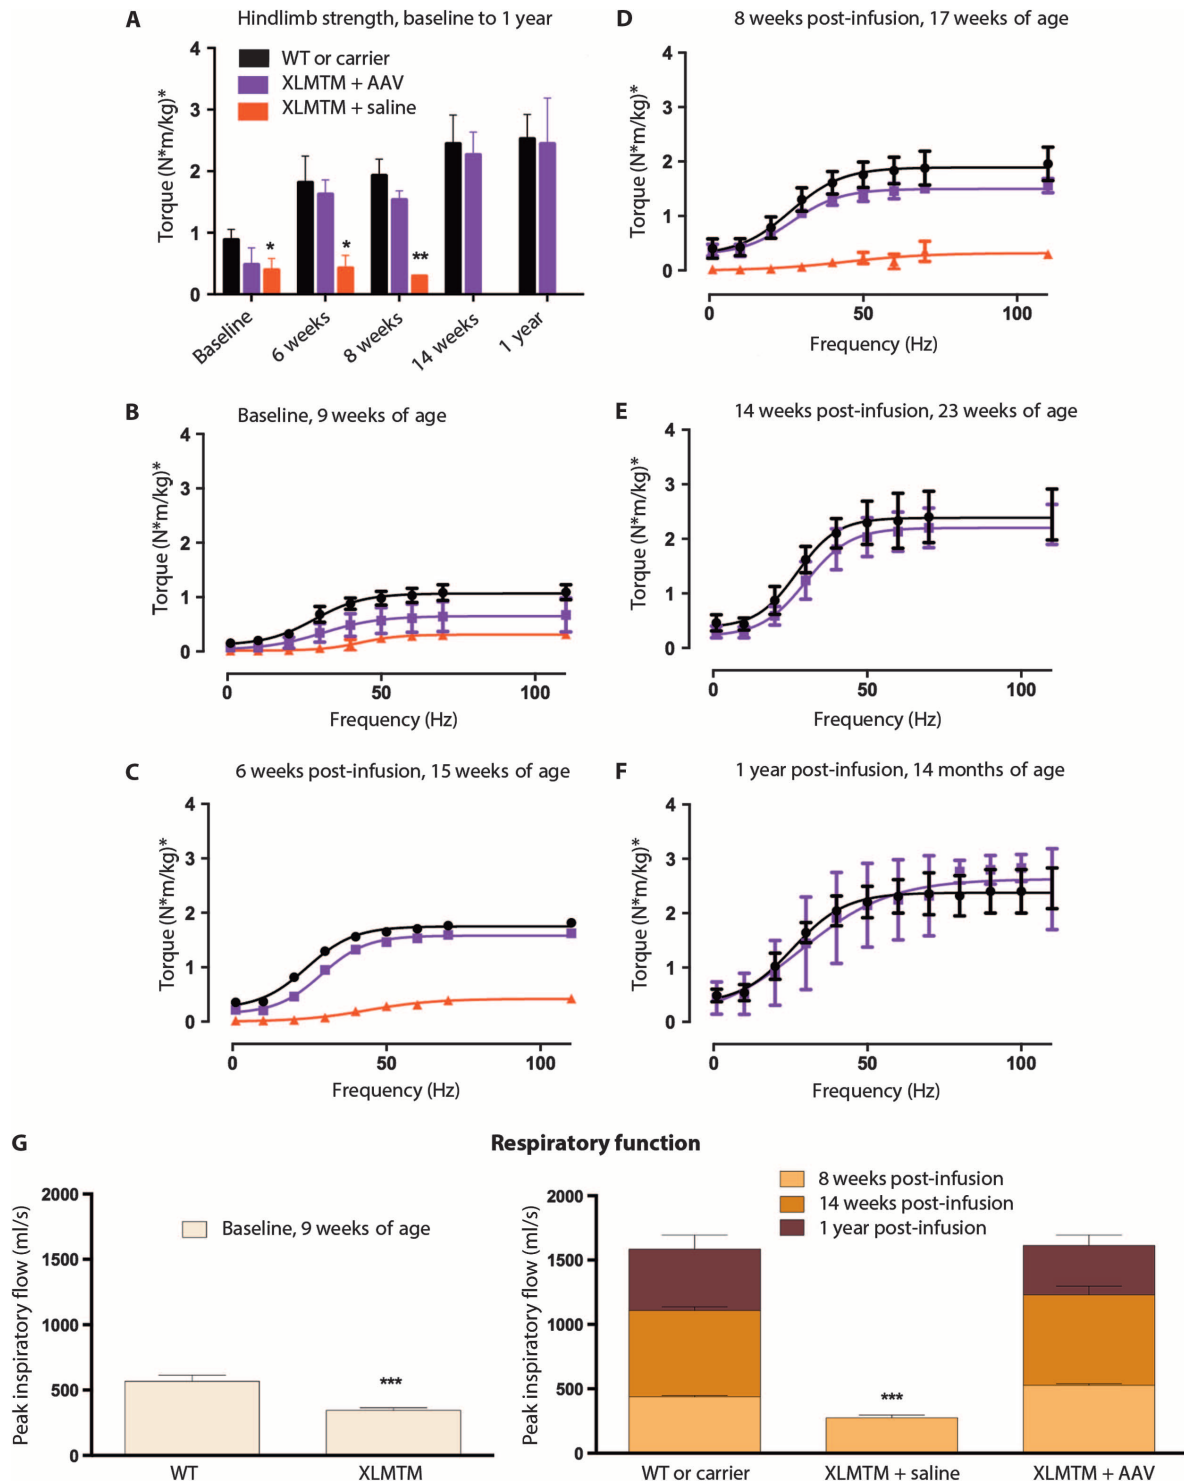 A Hindlimb strength, baseline to 1 year
4
3
2
1
0
Torque (N*m/kg)*
WT or carrier
XLMTM + AAV
XLMTM + saline
*
*
**
Baseline
6 weeks
8 weeks
14 weeks
1 year
B Baseline, 9 weeks of age
4
3
2
1
0
Torque (N*m/kg)*
0 50 100
Frequency (Hz)
C 6 weeks post-infusion, 15 weeks of age
4
3
2
1
0
Torque (N*m/kg)*
0 50 100
Frequency (Hz)
D 8 weeks post-infusion, 17 weeks of age
4
3
2
1
0
Torque (N*m/kg)*
0 50 100
Frequency (Hz)
E 14 weeks post-infusion, 23 weeks of age
4
3
2
1
0
Torque (N*m/kg)*
0 50 100
Frequency (Hz)
F 1 year post-infusion, 14 months of age
4
3
2
1
0
Torque (N*m/kg)*
0 50 100
Frequency (Hz)
G Respiratory function
2000
1500
1000
500
0
Peak inspiratory flow (ml/s)
Baseline, 9 weeks of age
***
WT XLMTM
2000
1500
1000
500
0
Peak inspiratory flow (ml/s)
8 weeks post-infusion
14 weeks post-infusion
1 year post-infusion
***
WT or carrier XLMTM + saline XLMTM + AAV